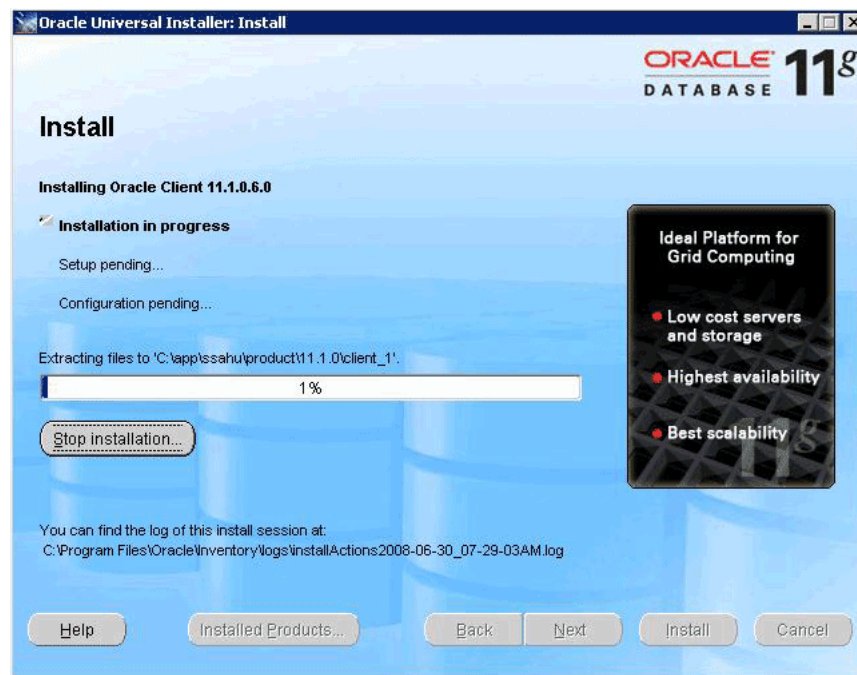 Oracle Universal Installer: Install
ORACLE 11g
DATABASE
Install
Installing Oracle Client 11.1.0.6.0
Installation in progress
Setup pending...
Configuration pending...
Extracting files to 'C:\app\ssahu\product\11.1.0\client_1'.
1%
Stop installation...
Ideal Platform for
Grid Computing
Low cost servers
and storage
Highest availability
Best scalability
11g
You can find the log of this install session at:
C:\Program Files\Oracle\Inventory\logs\installActions2008-06-30_07-29-03AM.log
Help
Installed Products...
Back
Next
Install
Cancel